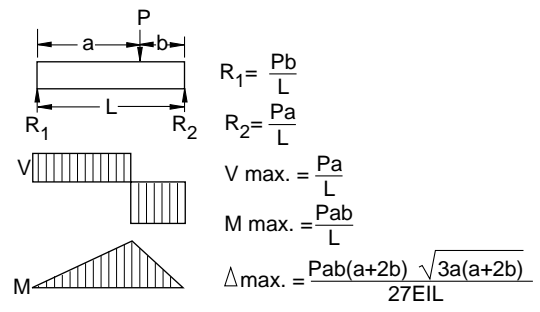 P
a b
L
R1 R2
V
M
R1= Pb/L
R2= Pa/L
V max. = Pa/L
M max. = Pab/L
Δmax. = Pab(a+2b) √3a(a+2b) / 27EIL